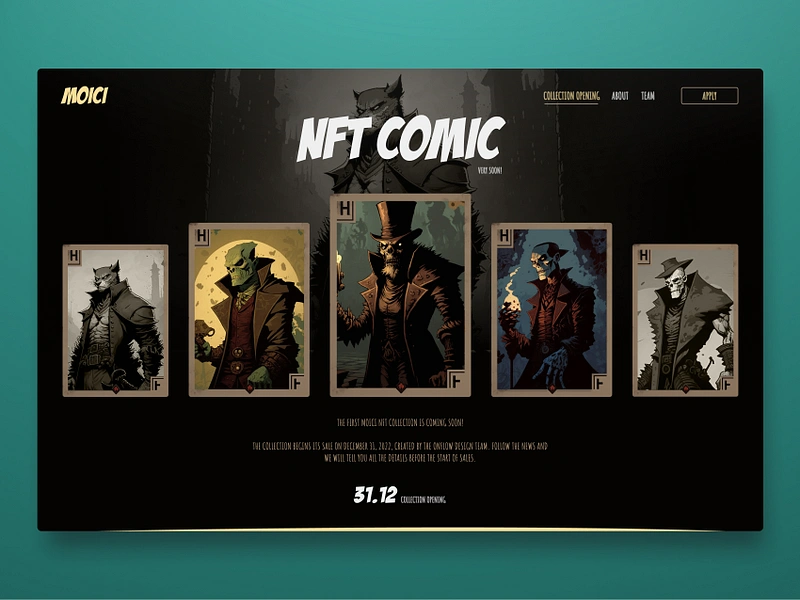 MOICI
COLLECTION OPENING ABOUT TEAM APPLY
NFT COMIC
VERY SOON!
H
H
H
H
H
THE FIRST MOICI NFT COLLECTION IS COMING SOON!
THE COLLECTION BEGINS ITS SALE ON DECEMBER 31, 2022, CREATED BY THE ONFLOW DESIGN TEAM. FOLLOW THE NEWS AND
WE WILL TELL YOU ALL THE DETAILS BEFORE THE START OF SALES.
31.12 COLLECTION OPENING